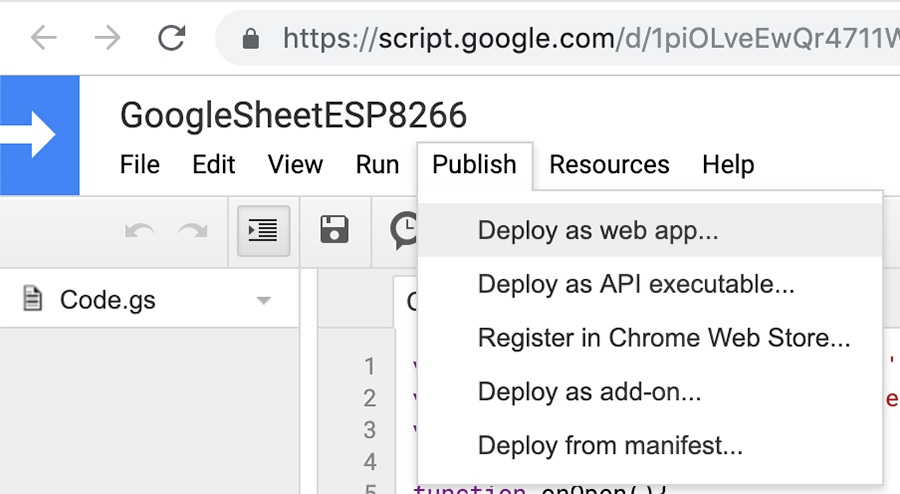 https://script.google.com/d/1piOLveEwQr4711W
GoogleSheetESP8266
File Edit View Run Publish Resources Help
Deploy as web app...
Deploy as API executable...
Code.gs
Register in Chrome Web Store...
1
2
Deploy as add-on...
3
4
Deploy from manifest...
5 function onOpen(){